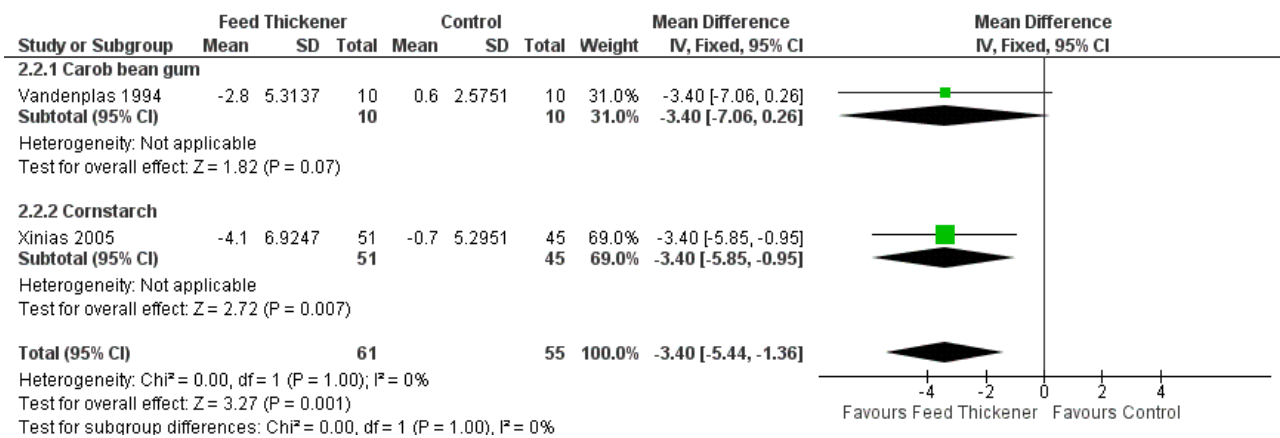 Feed Thickener Control Mean Difference Mean Difference
Study or Subgroup Mean SD Total Mean SD Total Weight IV, Fixed, 95% CI IV, Fixed, 95% CI
2.2.1 Carob bean gum
Vandenplas 1994 -2.8 5.3137 10 0.6 2.5751 10 31.0% -3.40 [-7.06, 0.26]
Subtotal (95% CI) 10 10 31.0% -3.40 [-7.06, 0.26]
Heterogeneity: Not applicable
Test for overall effect: Z = 1.82 (P = 0.07)
2.2.2 Cornstarch
Xinias 2005 -4.1 6.9247 51 -0.7 5.2951 45 69.0% -3.40 [-5.85, -0.95]
Subtotal (95% CI) 51 45 69.0% -3.40 [-5.85, -0.95]
Heterogeneity: Not applicable
Test for overall effect: Z = 2.72 (P = 0.007)
Total (95% CI) 61 55 100.0% -3.40 [-5.44, -1.36]
Heterogeneity: Chi² = 0.00, df = 1 (P = 1.00); I² = 0%
Test for overall effect: Z = 3.27 (P = 0.001)
Test for subgroup differences: Chi² = 0.00, df = 1 (P = 1.00), I² = 0%
-4 -2 0 2 4
Favours Feed Thickener Favours Control